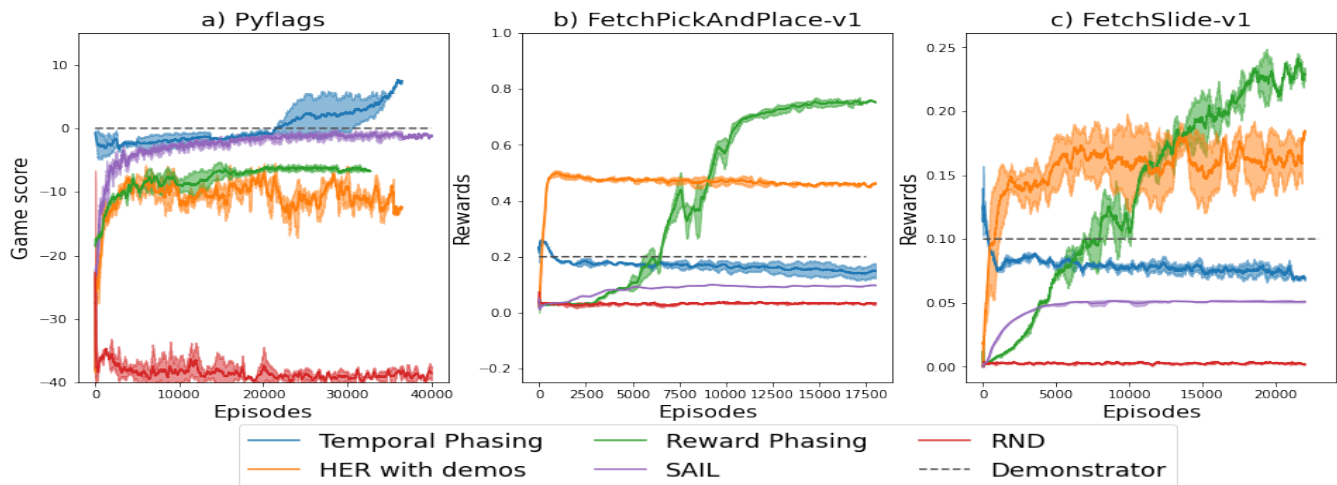 a) Pyflags
b) FetchPickAndPlace-v1
c) FetchSlide-v1
Game score
10
0
−10
−20
−30
−40
0 10000 20000 30000 40000
Episodes
Rewards
1.0
0.8
0.6
0.4
0.2
0.0
−0.2
0 2500 5000 7500 10000 12500 15000 17500
Episodes
Rewards
0.25
0.20
0.15
0.10
0.05
0.00
0 5000 10000 15000 20000
Episodes
Temporal Phasing
HER with demos
Reward Phasing
SAIL
RND
Demonstrator